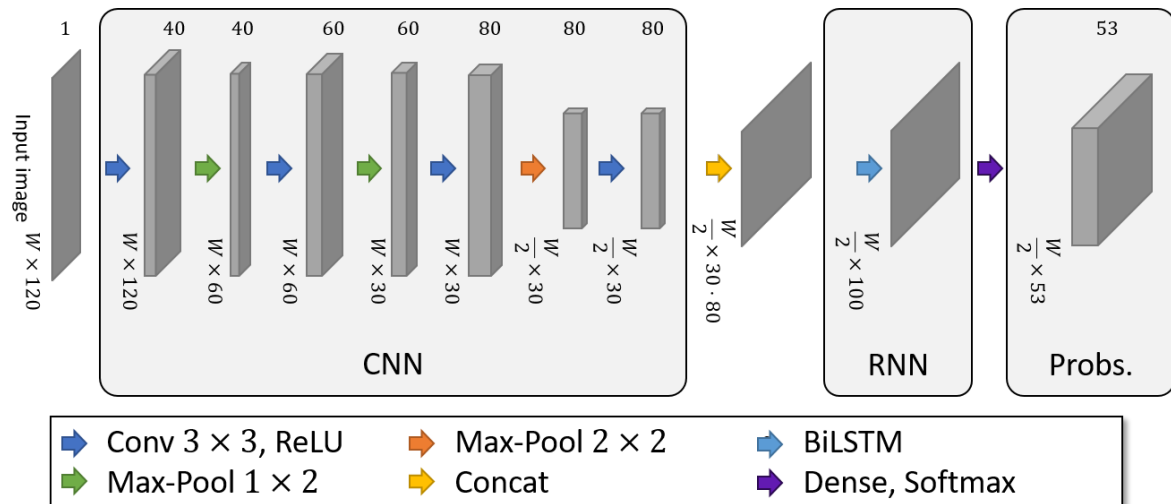 1 40 40 60 60 80 80 80 53
Input image
W × 120
W × 120
W × 60
W × 60
W × 30
W × 30
W/2 × 30
W/2 × 30
W/2 × 30 · 80
W/2 × 100
W/2 × 53
CNN RNN Probs.
Conv 3 × 3, ReLU Max-Pool 2 × 2 BiLSTM
Max-Pool 1 × 2 Concat Dense, Softmax